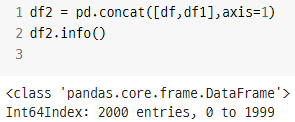 1 df2 = pd.concat([df,df1],axis=1)
2 df2.info()
3
<class 'pandas.core.frame.DataFrame'>
Int64Index: 2000 entries, 0 to 1999